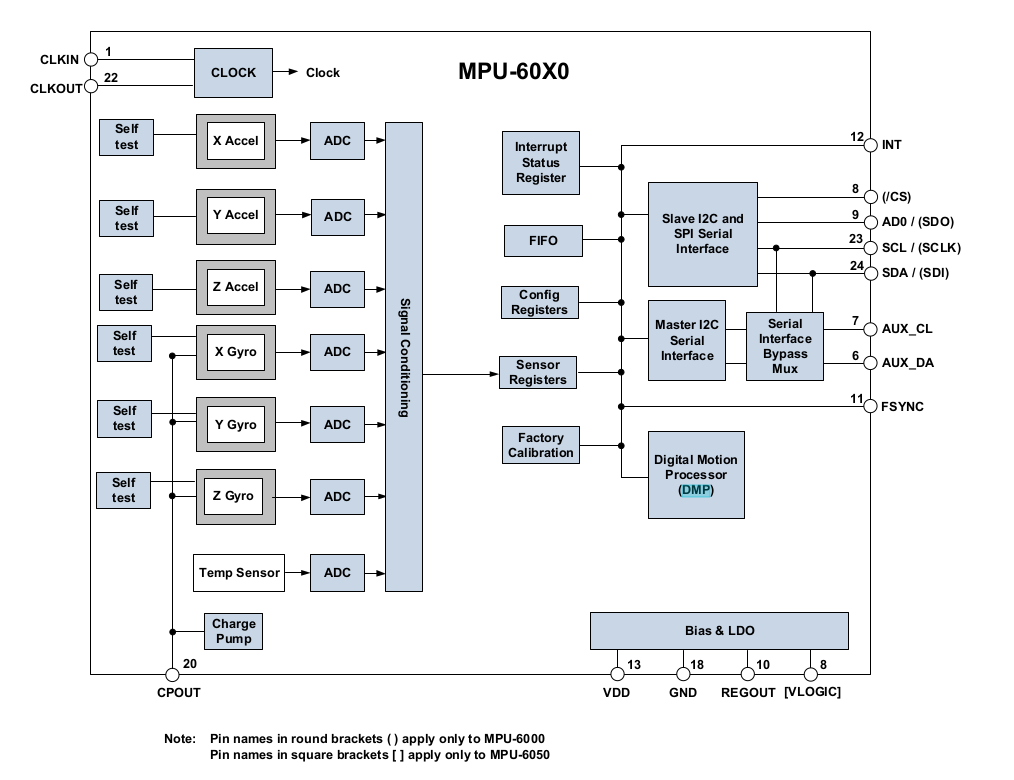 MPU-60X0
CLKIN
1
CLKOUT
22
CLOCK
Clock
Self
test
X Accel
ADC
Self
test
Y Accel
ADC
Self
test
Z Accel
ADC
Self
test
X Gyro
ADC
Self
test
Y Gyro
ADC
Self
test
Z Gyro
ADC
Temp Sensor
ADC
Charge
Pump
20
CPOUT
Signal Conditioning
Interrupt
Status
Register
FIFO
Config
Registers
Sensor
Registers
Factory
Calibration
Slave I2C and
SPI Serial
Interface
Master I2C
Serial
Interface
Serial
Interface
Bypass
Mux
Digital Motion
Processor
(DMP)
12
INT
8
(/CS)
9
AD0 / (SDO)
23
SCL / (SCLK)
24
SDA / (SDI)
7
AUX_CL
6
AUX_DA
11
FSYNC
Bias & LDO
13
VDD
18
GND
10
REGOUT
8
[VLOGIC]
Note: Pin names in round brackets ( ) apply only to MPU-6000
Pin names in square brackets [ ] apply only to MPU-6050